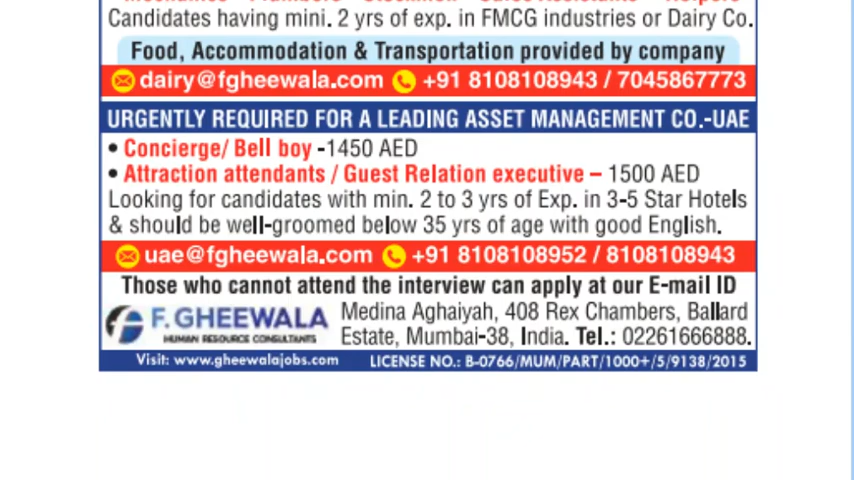 Candidates having mini. 2 yrs of exp. in FMCG industries or Dairy Co.
Food, Accommodation & Transportation provided by company
dairy@fgheewala.com +91 8108108943 / 7045867773
URGENTLY REQUIRED FOR A LEADING ASSET MANAGEMENT CO.-UAE
• Concierge/ Bell boy -1450 AED
• Attraction attendants / Guest Relation executive – 1500 AED
Looking for candidates with min. 2 to 3 yrs of Exp. in 3-5 Star Hotels
& should be well-groomed below 35 yrs of age with good English.
uae@fgheewala.com +91 8108108952 / 8108108943
Those who cannot attend the interview can apply at our E-mail ID
F. GHEEWALA
HUMAN RESOURCE CONSULTANTS
Medina Aghaiyah, 408 Rex Chambers, Ballard
Estate, Mumbai-38, India. Tel.: 02261666888.
Visit: www.gheewalajobs.com LICENSE NO.: B-0766/MUM/PART/1000+/5/9138/2015